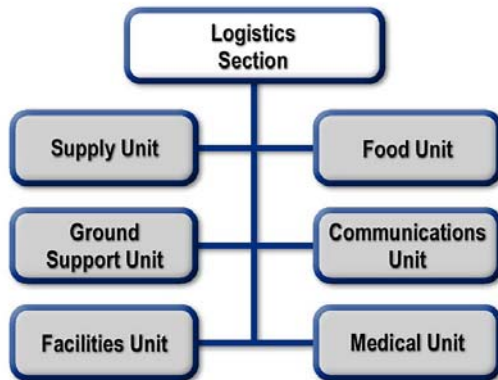 Logistics
Section
Supply Unit
Food Unit
Ground
Support Unit
Communications
Unit
Facilities Unit
Medical Unit